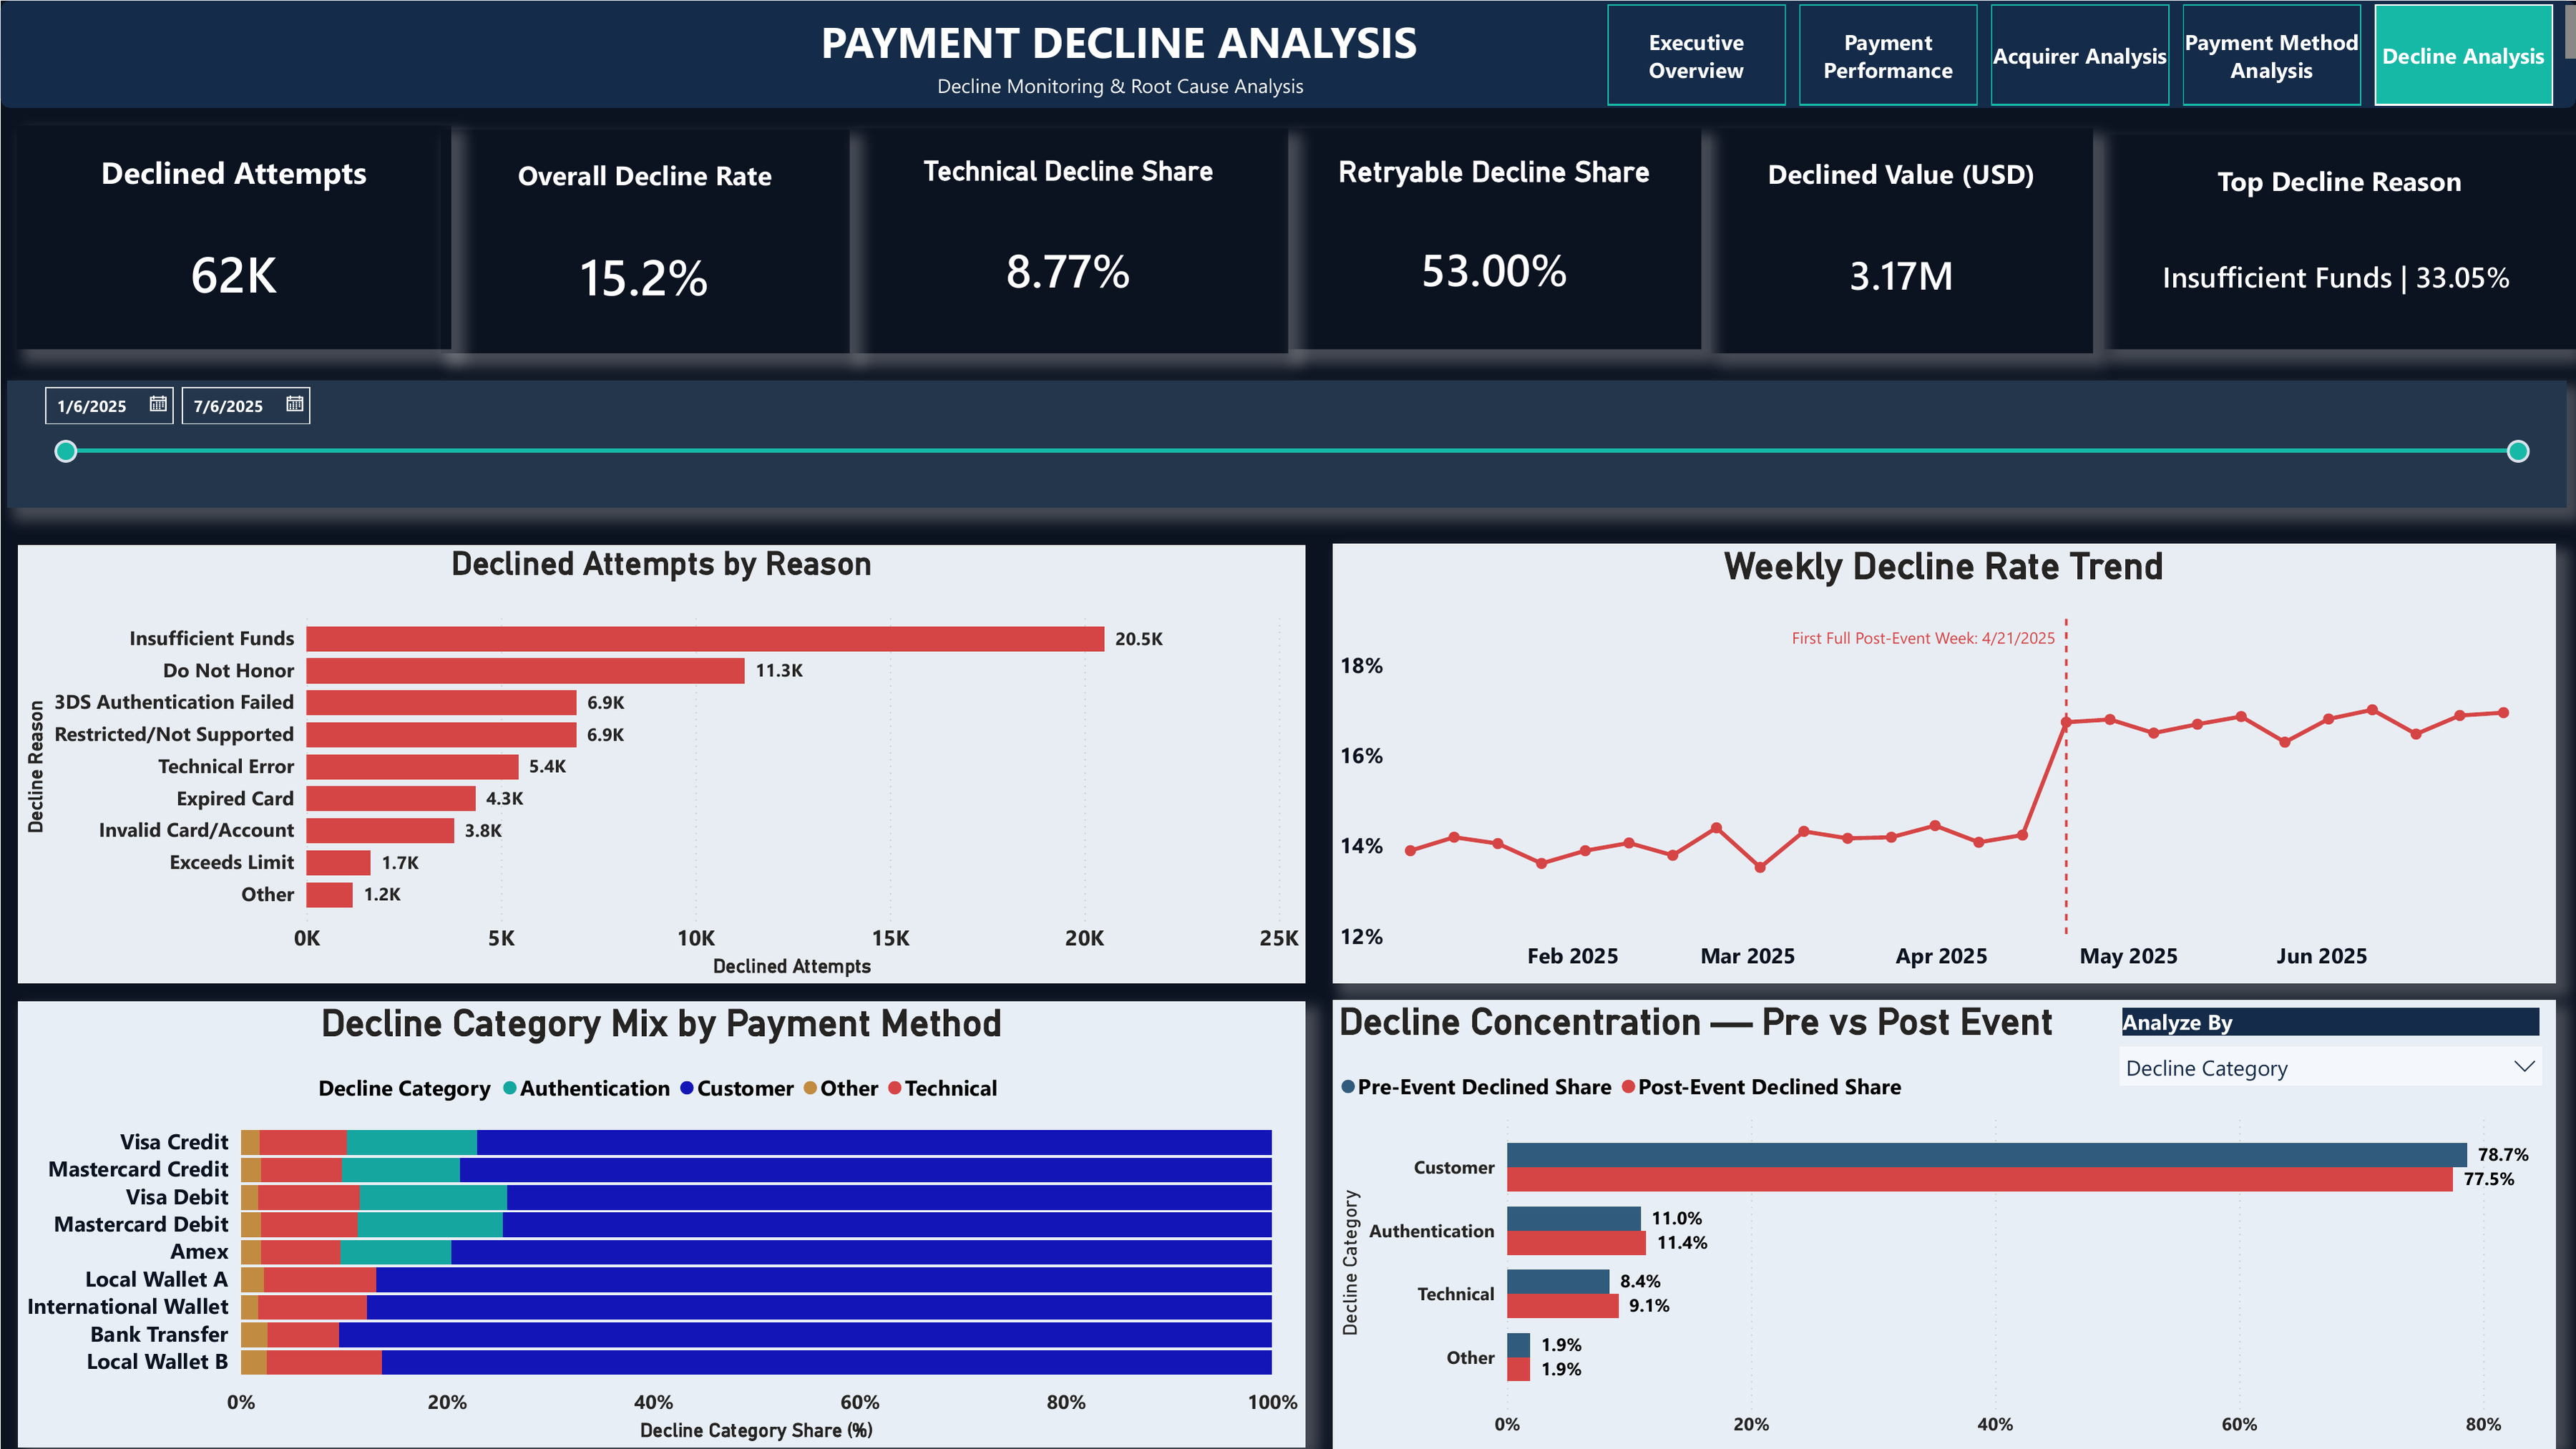 PAYMENT DECLINE ANALYSIS
Decline Monitoring & Root Cause Analysis
Executive
Overview
Payment
Performance
Acquirer Analysis
Payment Method
Analysis
Decline Analysis
Declined Attempts
62K
Overall Decline Rate
15.2%
Technical Decline Share
8.77%
Retryable Decline Share
53.00%
Declined Value (USD)
3.17M
Top Decline Reason
Insufficient Funds | 33.05%
1/6/2025
7/6/2025
Declined Attempts by Reason
Decline Reason
Insufficient Funds 20.5K
Do Not Honor 11.3K
3DS Authentication Failed 6.9K
Restricted/Not Supported 6.9K
Technical Error 5.4K
Expired Card 4.3K
Invalid Card/Account 3.8K
Exceeds Limit 1.7K
Other 1.2K
0K 5K 10K 15K 20K 25K
Declined Attempts
Weekly Decline Rate Trend
First Full Post-Event Week: 4/21/2025
18%
16%
14%
12%
Feb 2025 Mar 2025 Apr 2025 May 2025 Jun 2025
Decline Category Mix by Payment Method
Decline Category Authentication Customer Other Technical
Visa Credit
Mastercard Credit
Visa Debit
Mastercard Debit
Amex
Local Wallet A
International Wallet
Bank Transfer
Local Wallet B
0% 20% 40% 60% 80% 100%
Decline Category Share (%)
Decline Concentration — Pre vs Post Event
Analyze By
Decline Category
Pre-Event Declined Share Post-Event Declined Share
Decline Category
Customer
78.7%
77.5%
Authentication
11.0%
11.4%
Technical
8.4%
9.1%
Other
1.9%
1.9%
0% 20% 40% 60% 80%